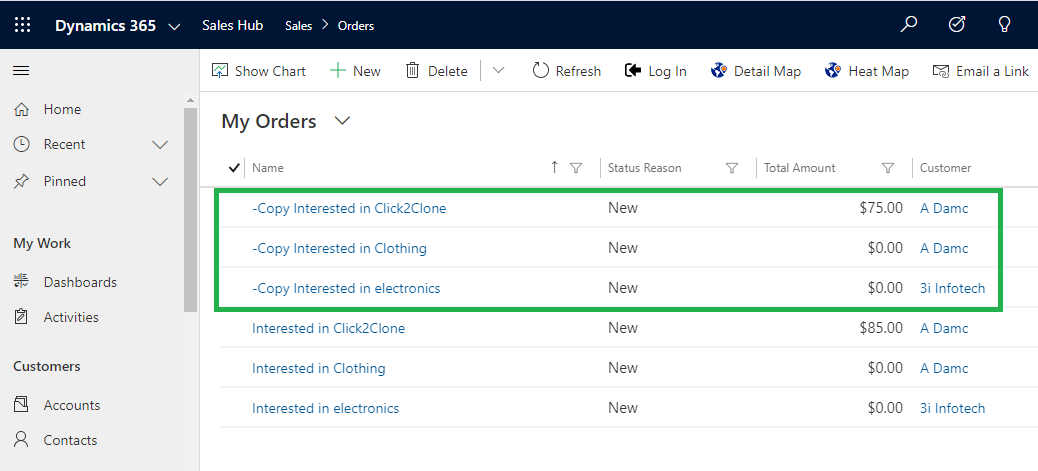 Dynamics 365 Sales Hub Sales > Orders
Show Chart New Delete Refresh Log In Detail Map Heat Map Email a Link
Home
Recent
Pinned
My Work
Dashboards
Activities
Customers
Accounts
Contacts
My Orders
Name Status Reason Total Amount Customer
-Copy Interested in Click2Clone New $75.00 A Damc
-Copy Interested in Clothing New $0.00 A Damc
-Copy Interested in electronics New $0.00 3i Infotech
Interested in Click2Clone New $85.00 A Damc
Interested in Clothing New $0.00 A Damc
Interested in electronics New $0.00 3i Infotech